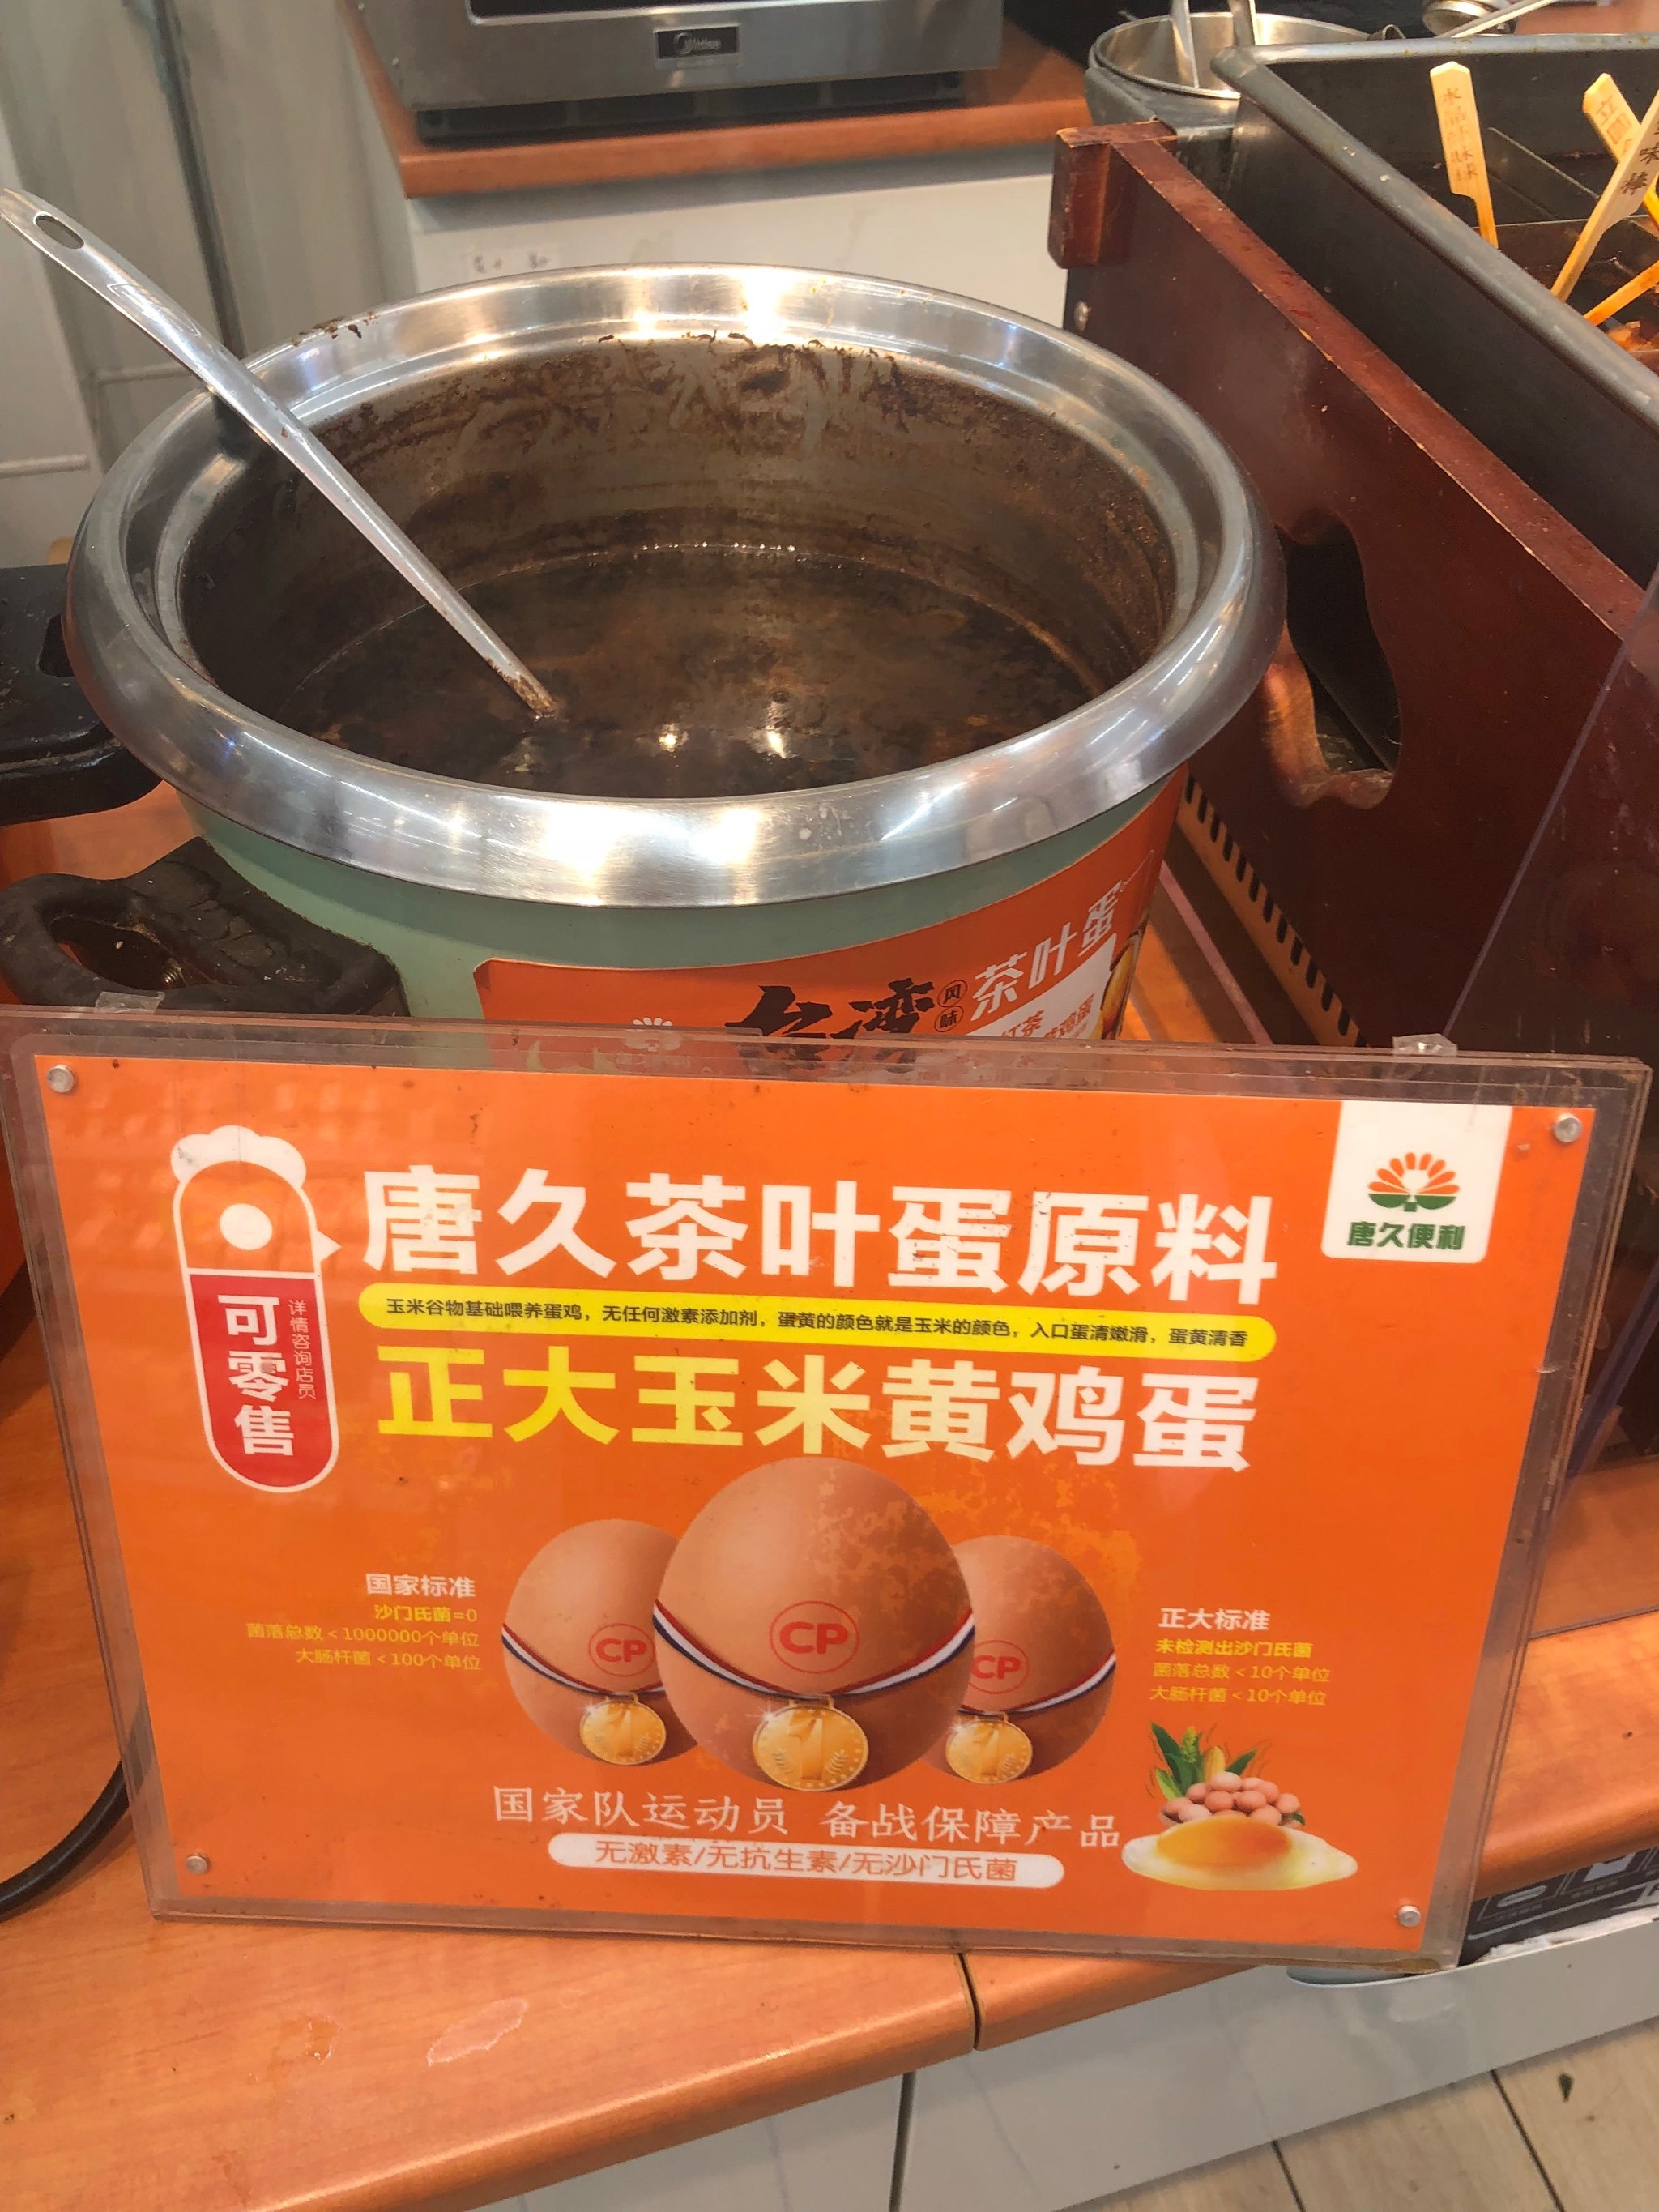 Midea
台湾
风味
茶叶蛋
唐久茶叶蛋原料
唐久便利
玉米谷物基础喂养蛋鸡，无任何激素添加剂，蛋黄的颜色就是玉米的颜色，入口蛋清嫩滑，蛋黄清香
正大玉米黄鸡蛋
可零售
详情咨询店员
国家标准
沙门氏菌=0
菌落总数<1000000个单位
大肠杆菌<100个单位
CP
CP
CP
1
正大标准
未检测出沙门氏菌
菌落总数<10个单位
大肠杆菌<10个单位
国家队运动员 备战保障产品
无激素/无抗生素/无沙门氏菌